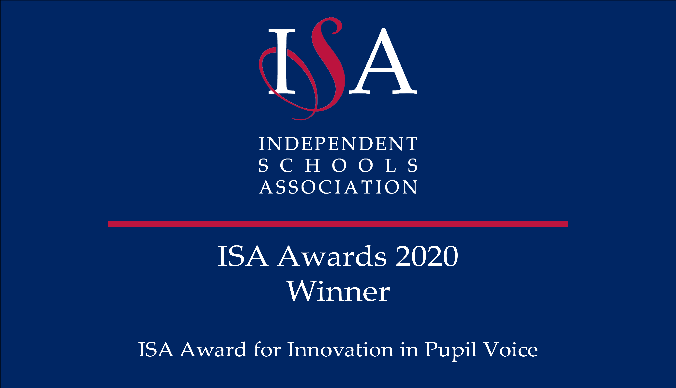 ISA
INDEPENDENT
SCHOOLS
ASSOCIATION
ISA Awards 2020
Winner
ISA Award for Innovation in Pupil Voice